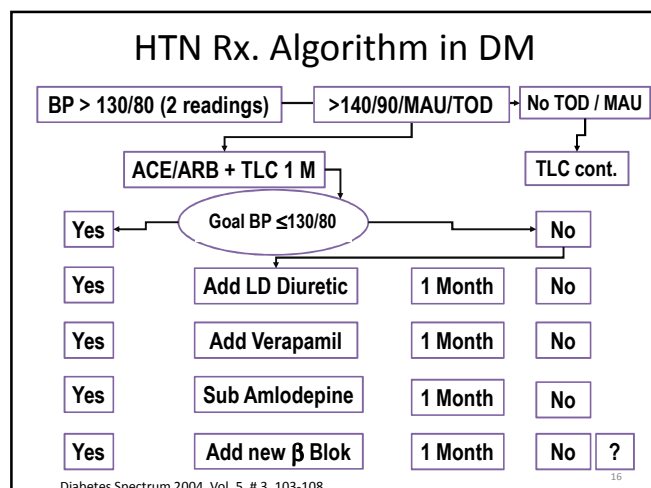 HTN Rx. Algorithm in DM
BP > 130/80 (2 readings)
>140/90/MAU/TOD
No TOD / MAU
ACE/ARB + TLC 1 M
TLC cont.
Yes
Goal BP ≤130/80
No
Yes
Add LD Diuretic
1 Month
No
Yes
Add Verapamil
1 Month
No
Yes
Sub Amlodepine
1 Month
No
Yes
Add new β Blok
1 Month
No
?
Diabetes Spectrum 2004, Vol. 5, # 3, 103-108
16